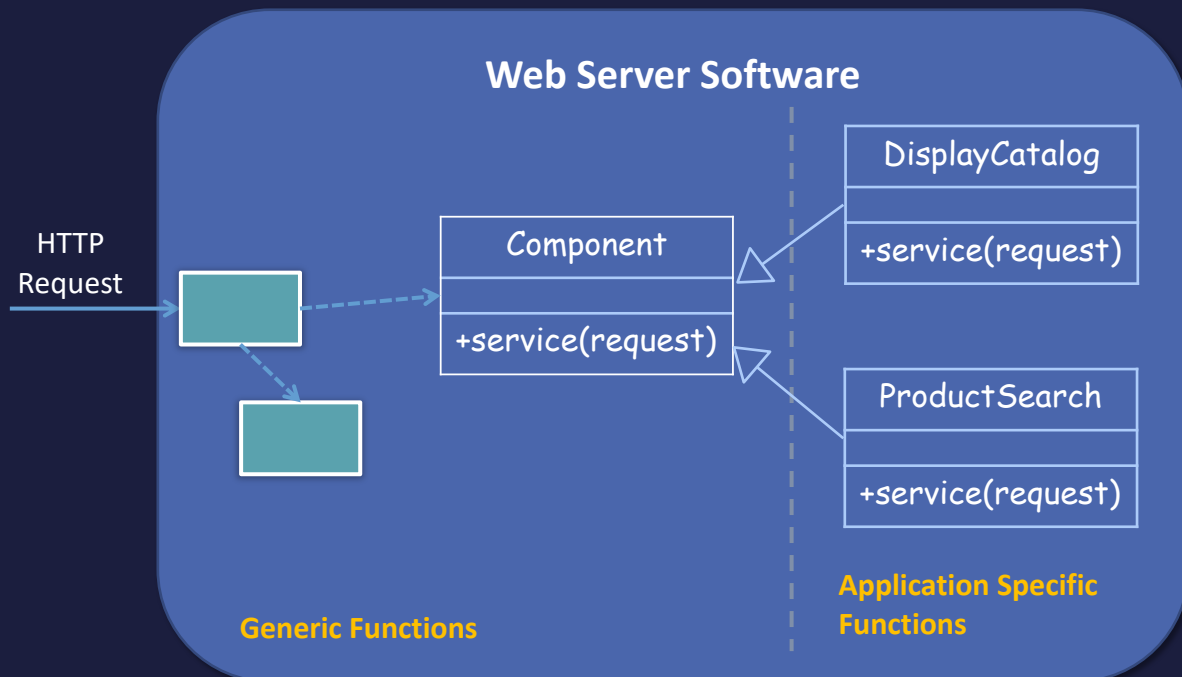 Web Server Software
HTTP
Request
Component
+service(request)
DisplayCatalog
+service(request)
ProductSearch
+service(request)
Generic Functions
Application Specific
Functions